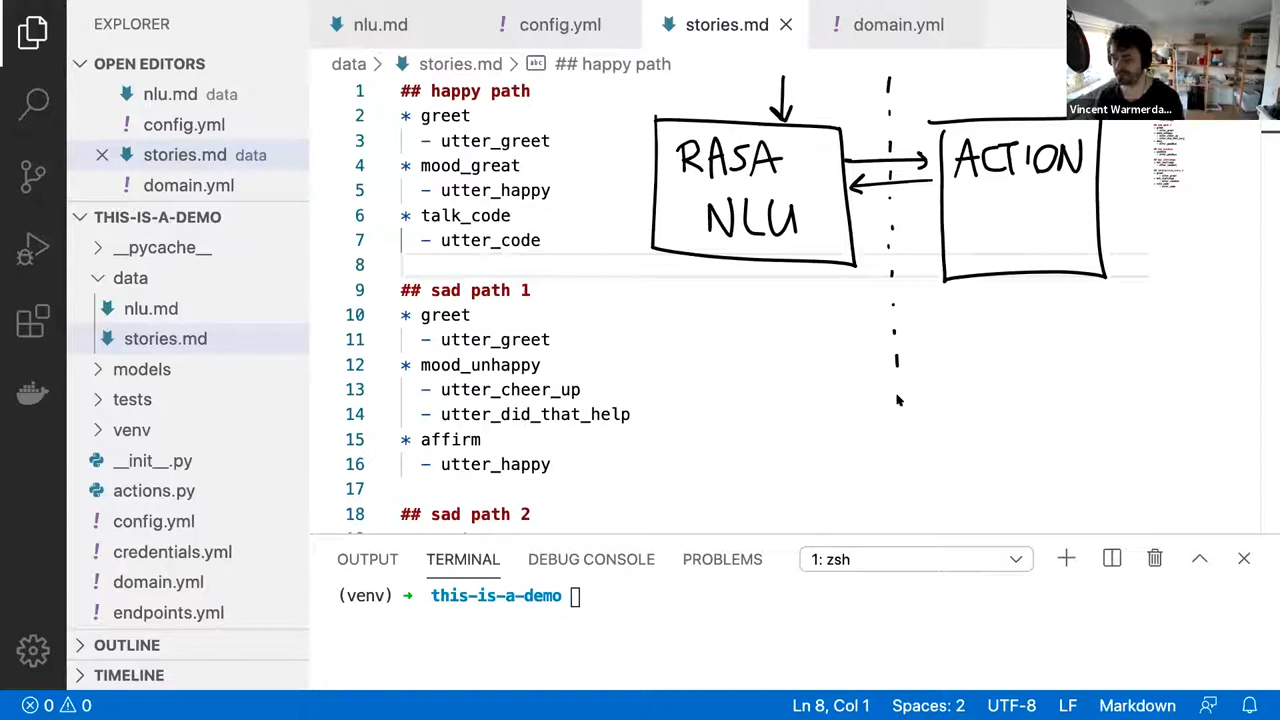 EXPLORER
OPEN EDITORS
nlu.md data
config.yml
stories.md data
domain.yml
THIS-IS-A-DEMO
__pycache__
data
nlu.md
stories.md
models
tests
venv
__init__.py
actions.py
config.yml
credentials.yml
domain.yml
endpoints.yml
OUTLINE
TIMELINE
nlu.md config.yml stories.md domain.yml
data > stories.md > abc ## happy path
1 ## happy path
2 * greet
3 - utter_greet
4 * mood_great
5 - utter_happy
6 * talk_code
7 - utter_code
8
9 ## sad path 1
10 * greet
11 - utter_greet
12 * mood_unhappy
13 - utter_cheer_up
14 - utter_did_that_help
15 * affirm
16 - utter_happy
17
18 ## sad path 2
RASA
NLU
ACTION
Vincent Warmerda...
OUTPUT TERMINAL DEBUG CONSOLE PROBLEMS 1: zsh
(venv) → this-is-a-demo
0 0 Ln 8, Col 1 Spaces: 2 UTF-8 LF Markdown